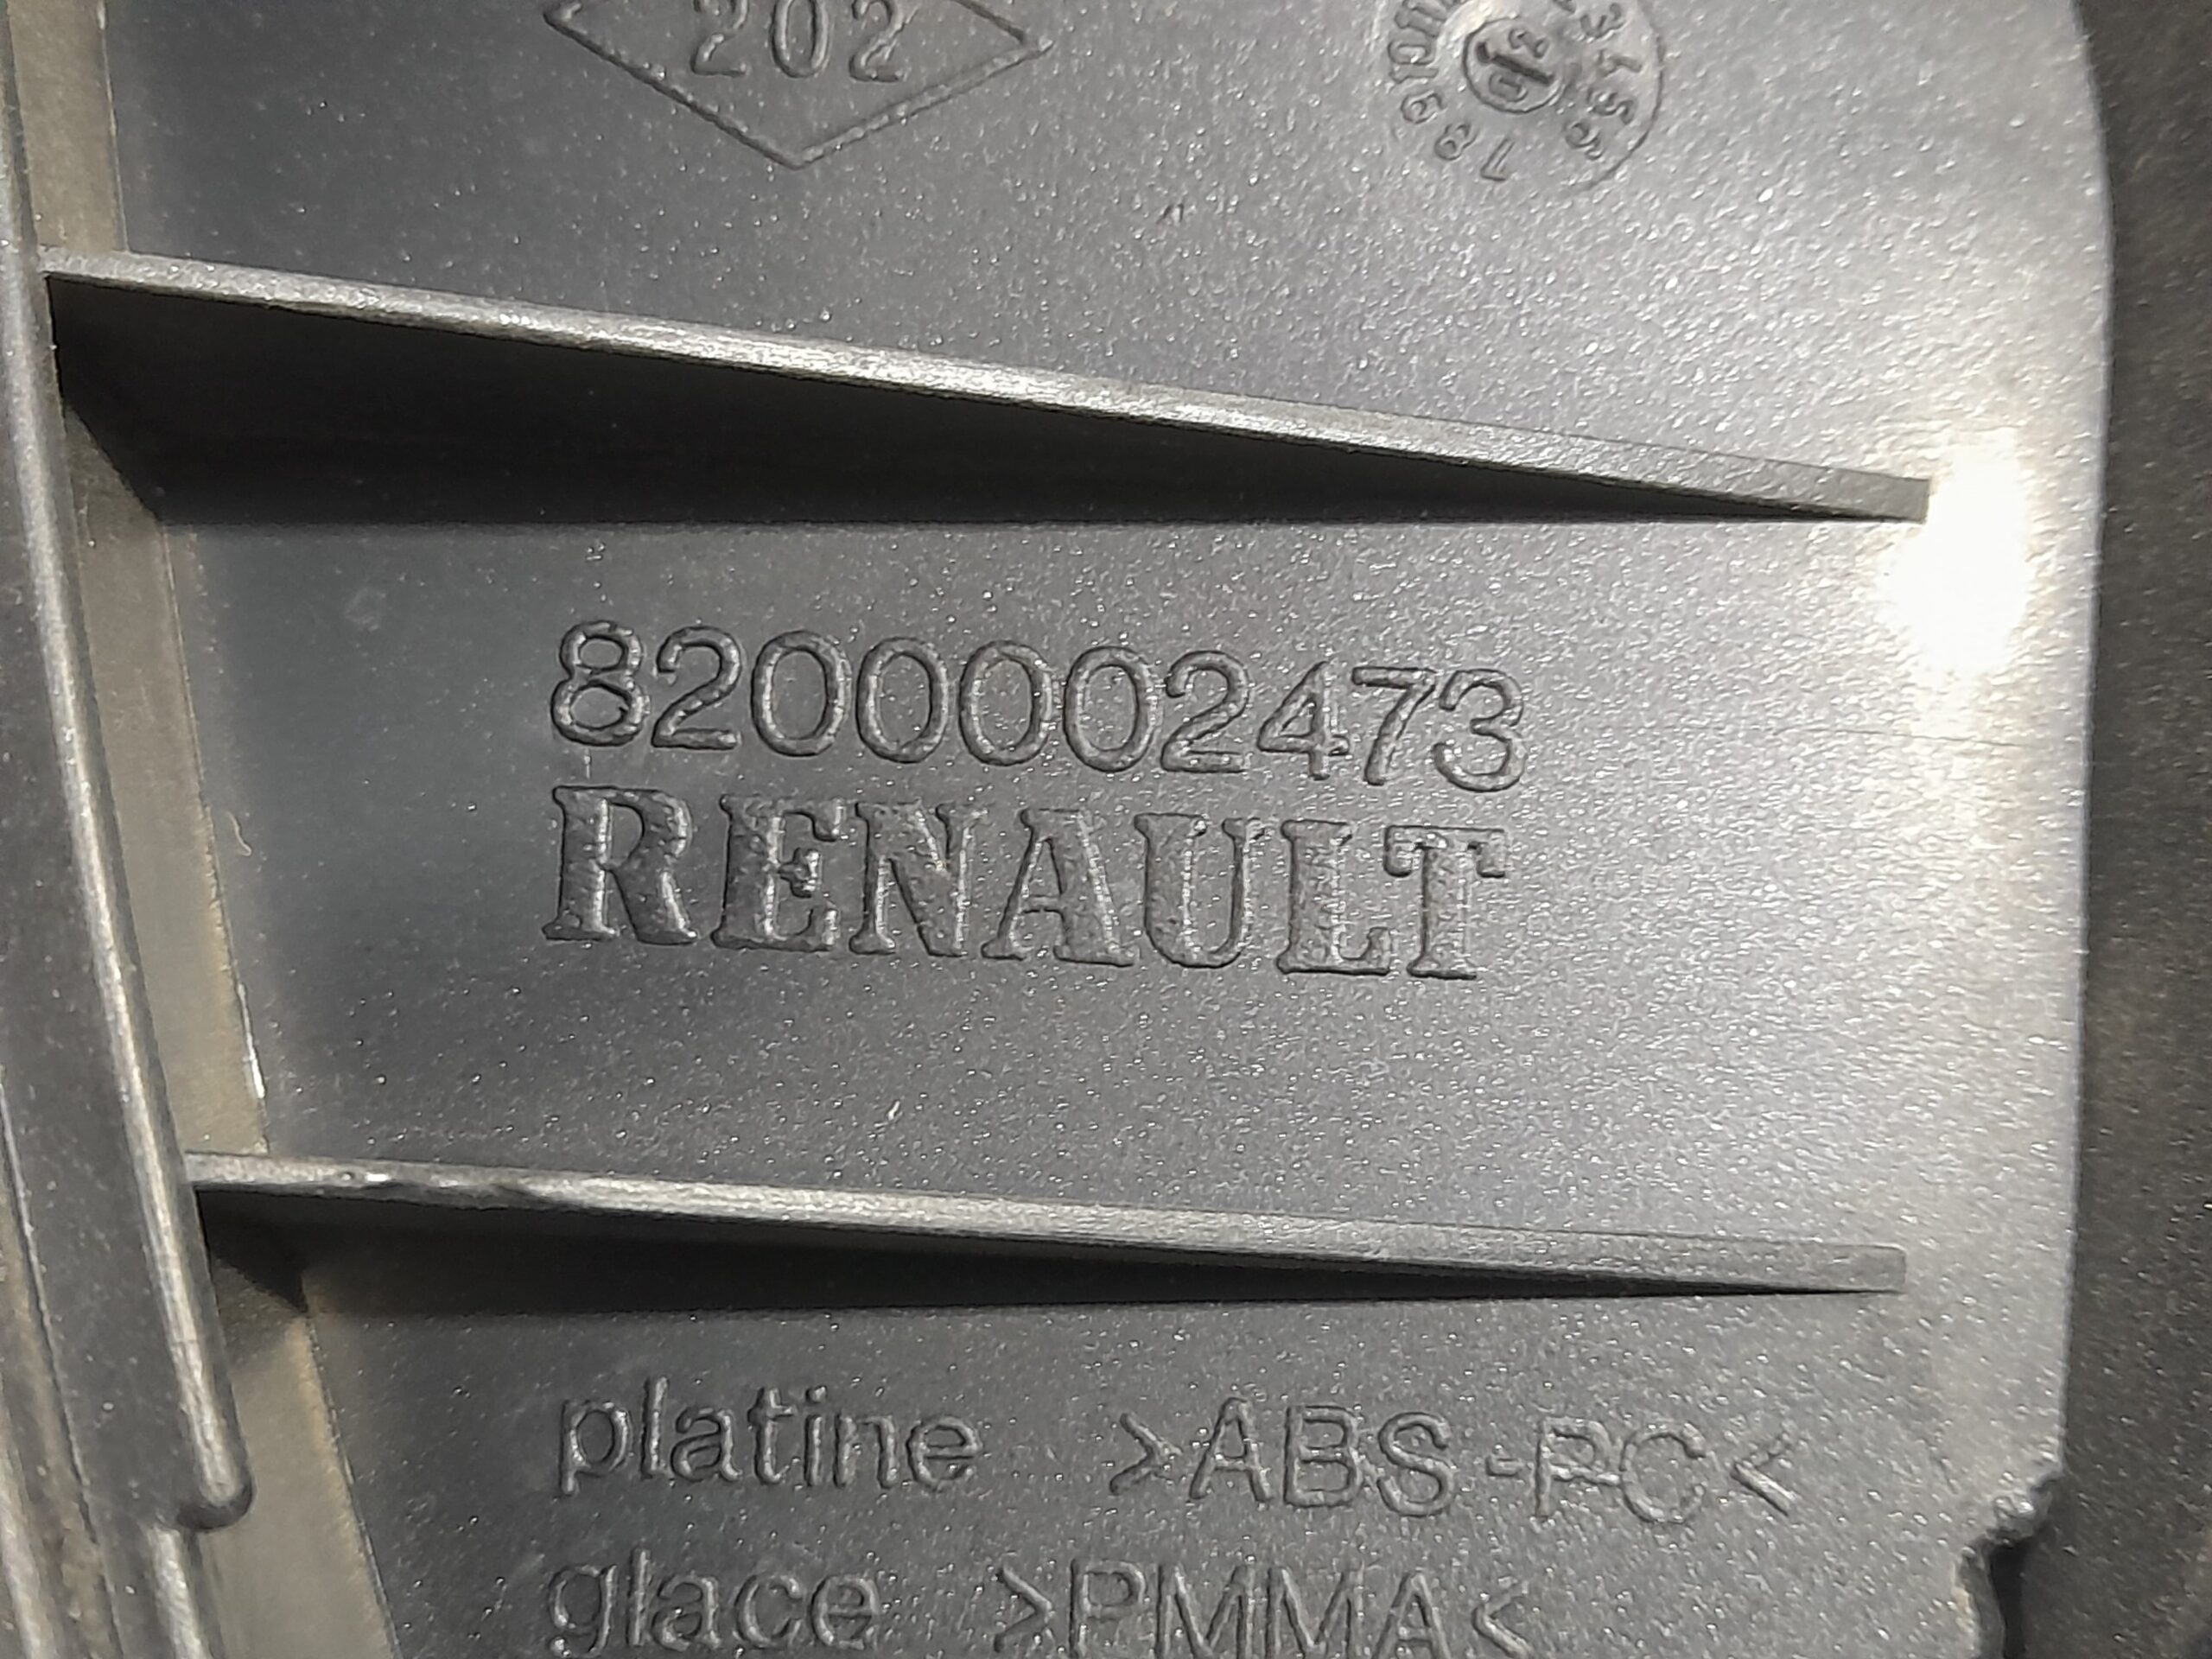 202
8200002473
RENAULT
platine >ABS-PC<
glace >PMMA<